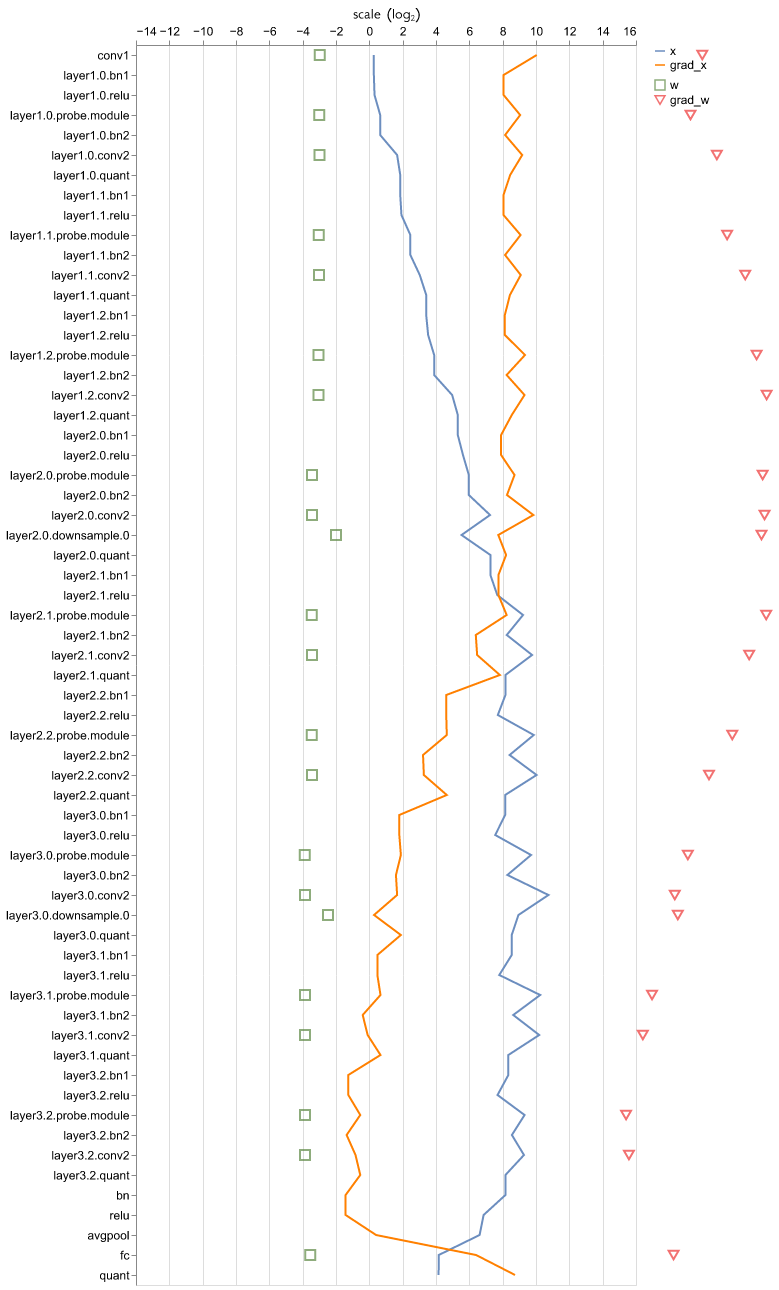 scale (log₂)
−14 −12 −10 −8 −6 −4 −2 0 2 4 6 8 10 12 14 16
x
grad_x
w
grad_w
conv1
layer1.0.bn1
layer1.0.relu
layer1.0.probe.module
layer1.0.bn2
layer1.0.conv2
layer1.0.quant
layer1.1.bn1
layer1.1.relu
layer1.1.probe.module
layer1.1.bn2
layer1.1.conv2
layer1.1.quant
layer1.2.bn1
layer1.2.relu
layer1.2.probe.module
layer1.2.bn2
layer1.2.conv2
layer1.2.quant
layer2.0.bn1
layer2.0.relu
layer2.0.probe.module
layer2.0.bn2
layer2.0.conv2
layer2.0.downsample.0
layer2.0.quant
layer2.1.bn1
layer2.1.relu
layer2.1.probe.module
layer2.1.bn2
layer2.1.conv2
layer2.1.quant
layer2.2.bn1
layer2.2.relu
layer2.2.probe.module
layer2.2.bn2
layer2.2.conv2
layer2.2.quant
layer3.0.bn1
layer3.0.relu
layer3.0.probe.module
layer3.0.bn2
layer3.0.conv2
layer3.0.downsample.0
layer3.0.quant
layer3.1.bn1
layer3.1.relu
layer3.1.probe.module
layer3.1.bn2
layer3.1.conv2
layer3.1.quant
layer3.2.bn1
layer3.2.relu
layer3.2.probe.module
layer3.2.bn2
layer3.2.conv2
layer3.2.quant
bn
relu
avgpool
fc
quant